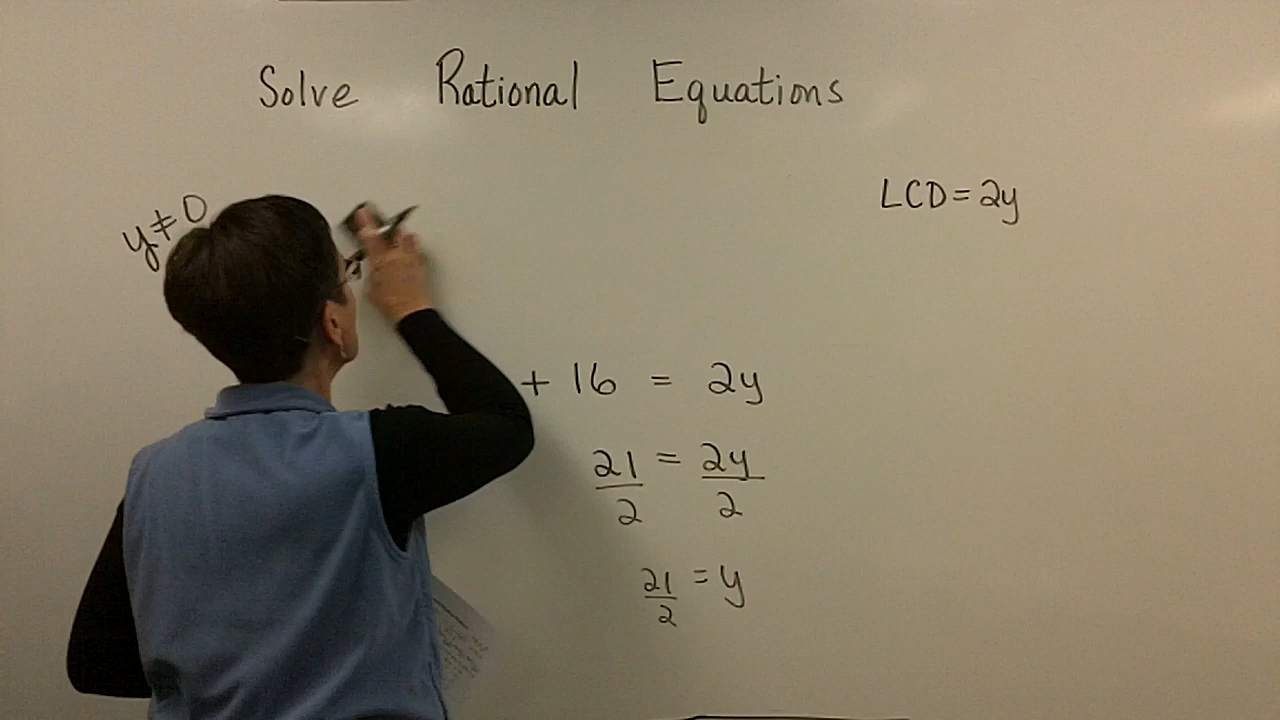 Solve Rational Equations
LCD = 2y
y ≠ 0
+ 16 = 2y
21/2 = 2y/2
21/2 = y